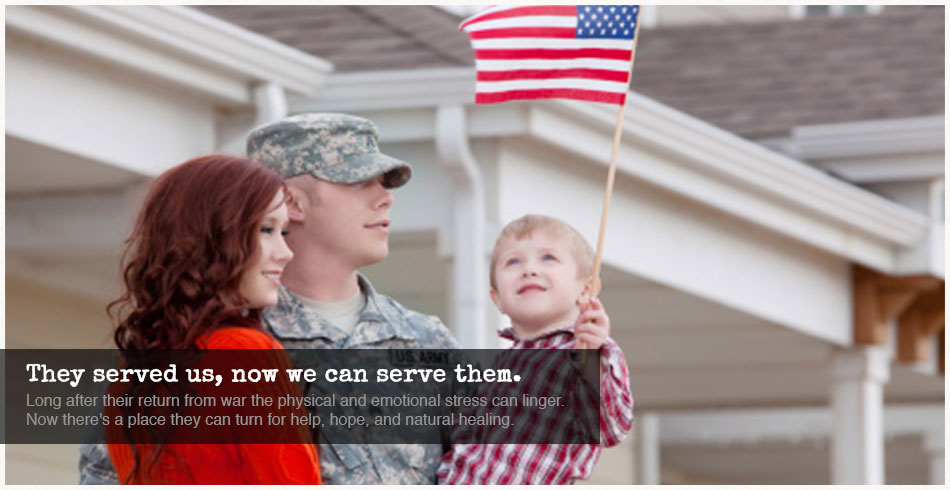 U.S. ARMY
They served us, now we can serve them.
Long after their return from war the physical and emotional stress can linger.
Now there's a place they can turn for help, hope, and natural healing.